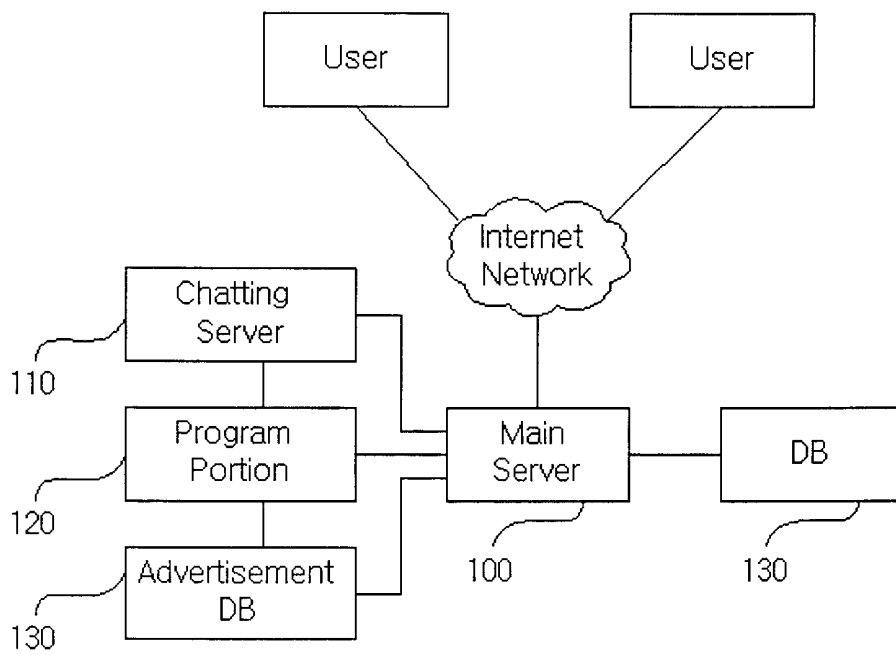 User
User
Internet
Network
Chatting
Server
110
Program
Portion
Main
Server
DB
120
100
130
Advertisement
DB
130